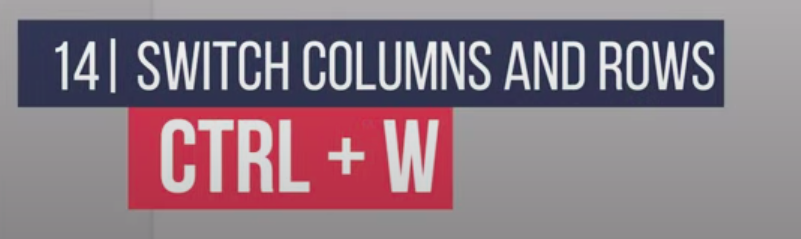 14| SWITCH COLUMNS AND ROWS
CTRL + W